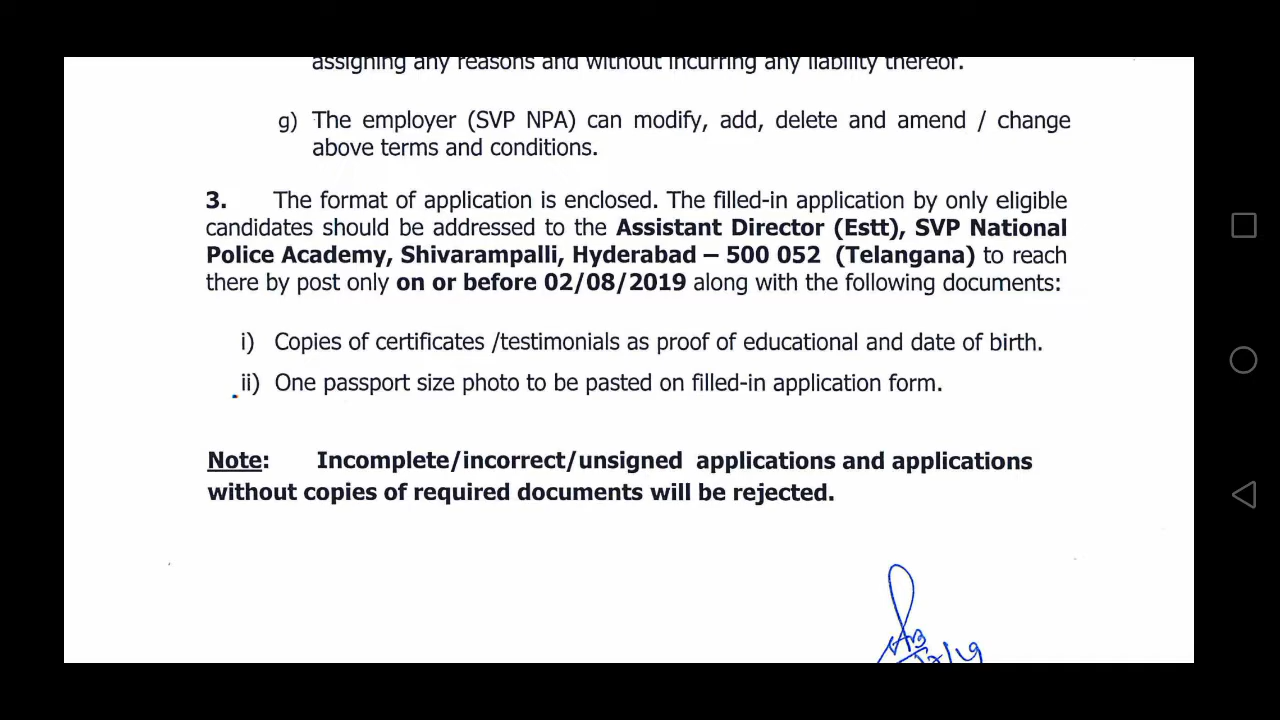 assigning any reasons and without incurring any liability thereof.
g) The employer (SVP NPA) can modify, add, delete and amend / change
above terms and conditions.
3. The format of application is enclosed. The filled-in application by only eligible
candidates should be addressed to the Assistant Director (Estt), SVP National
Police Academy, Shivarampalli, Hyderabad – 500 052 (Telangana) to reach
there by post only on or before 02/08/2019 along with the following documents:
i) Copies of certificates /testimonials as proof of educational and date of birth.
ii) One passport size photo to be pasted on filled-in application form.
Note: Incomplete/incorrect/unsigned applications and applications
without copies of required documents will be rejected.